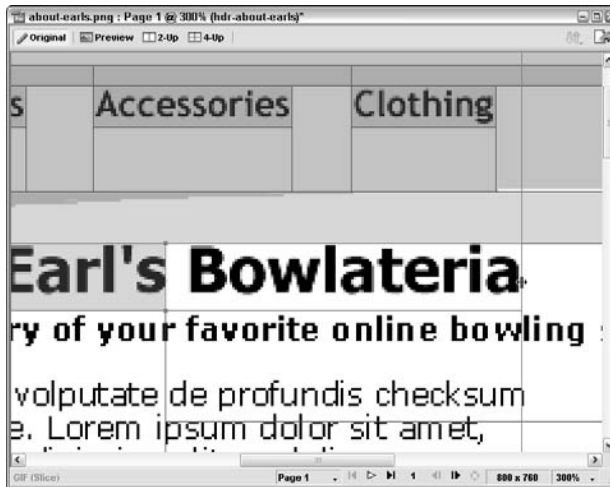 about-earls.png : Page 1 @ 300% (hdr-about-earls)*
Original Preview 2-Up 4-Up
s Accessories Clothing
Earl's Bowlateria
ry of your favorite online bowling s
volputate de profundis checksum
e. Lorem ipsum dolor sit amet,
GIF (Slice) Page 1 1 800 x 760 300%